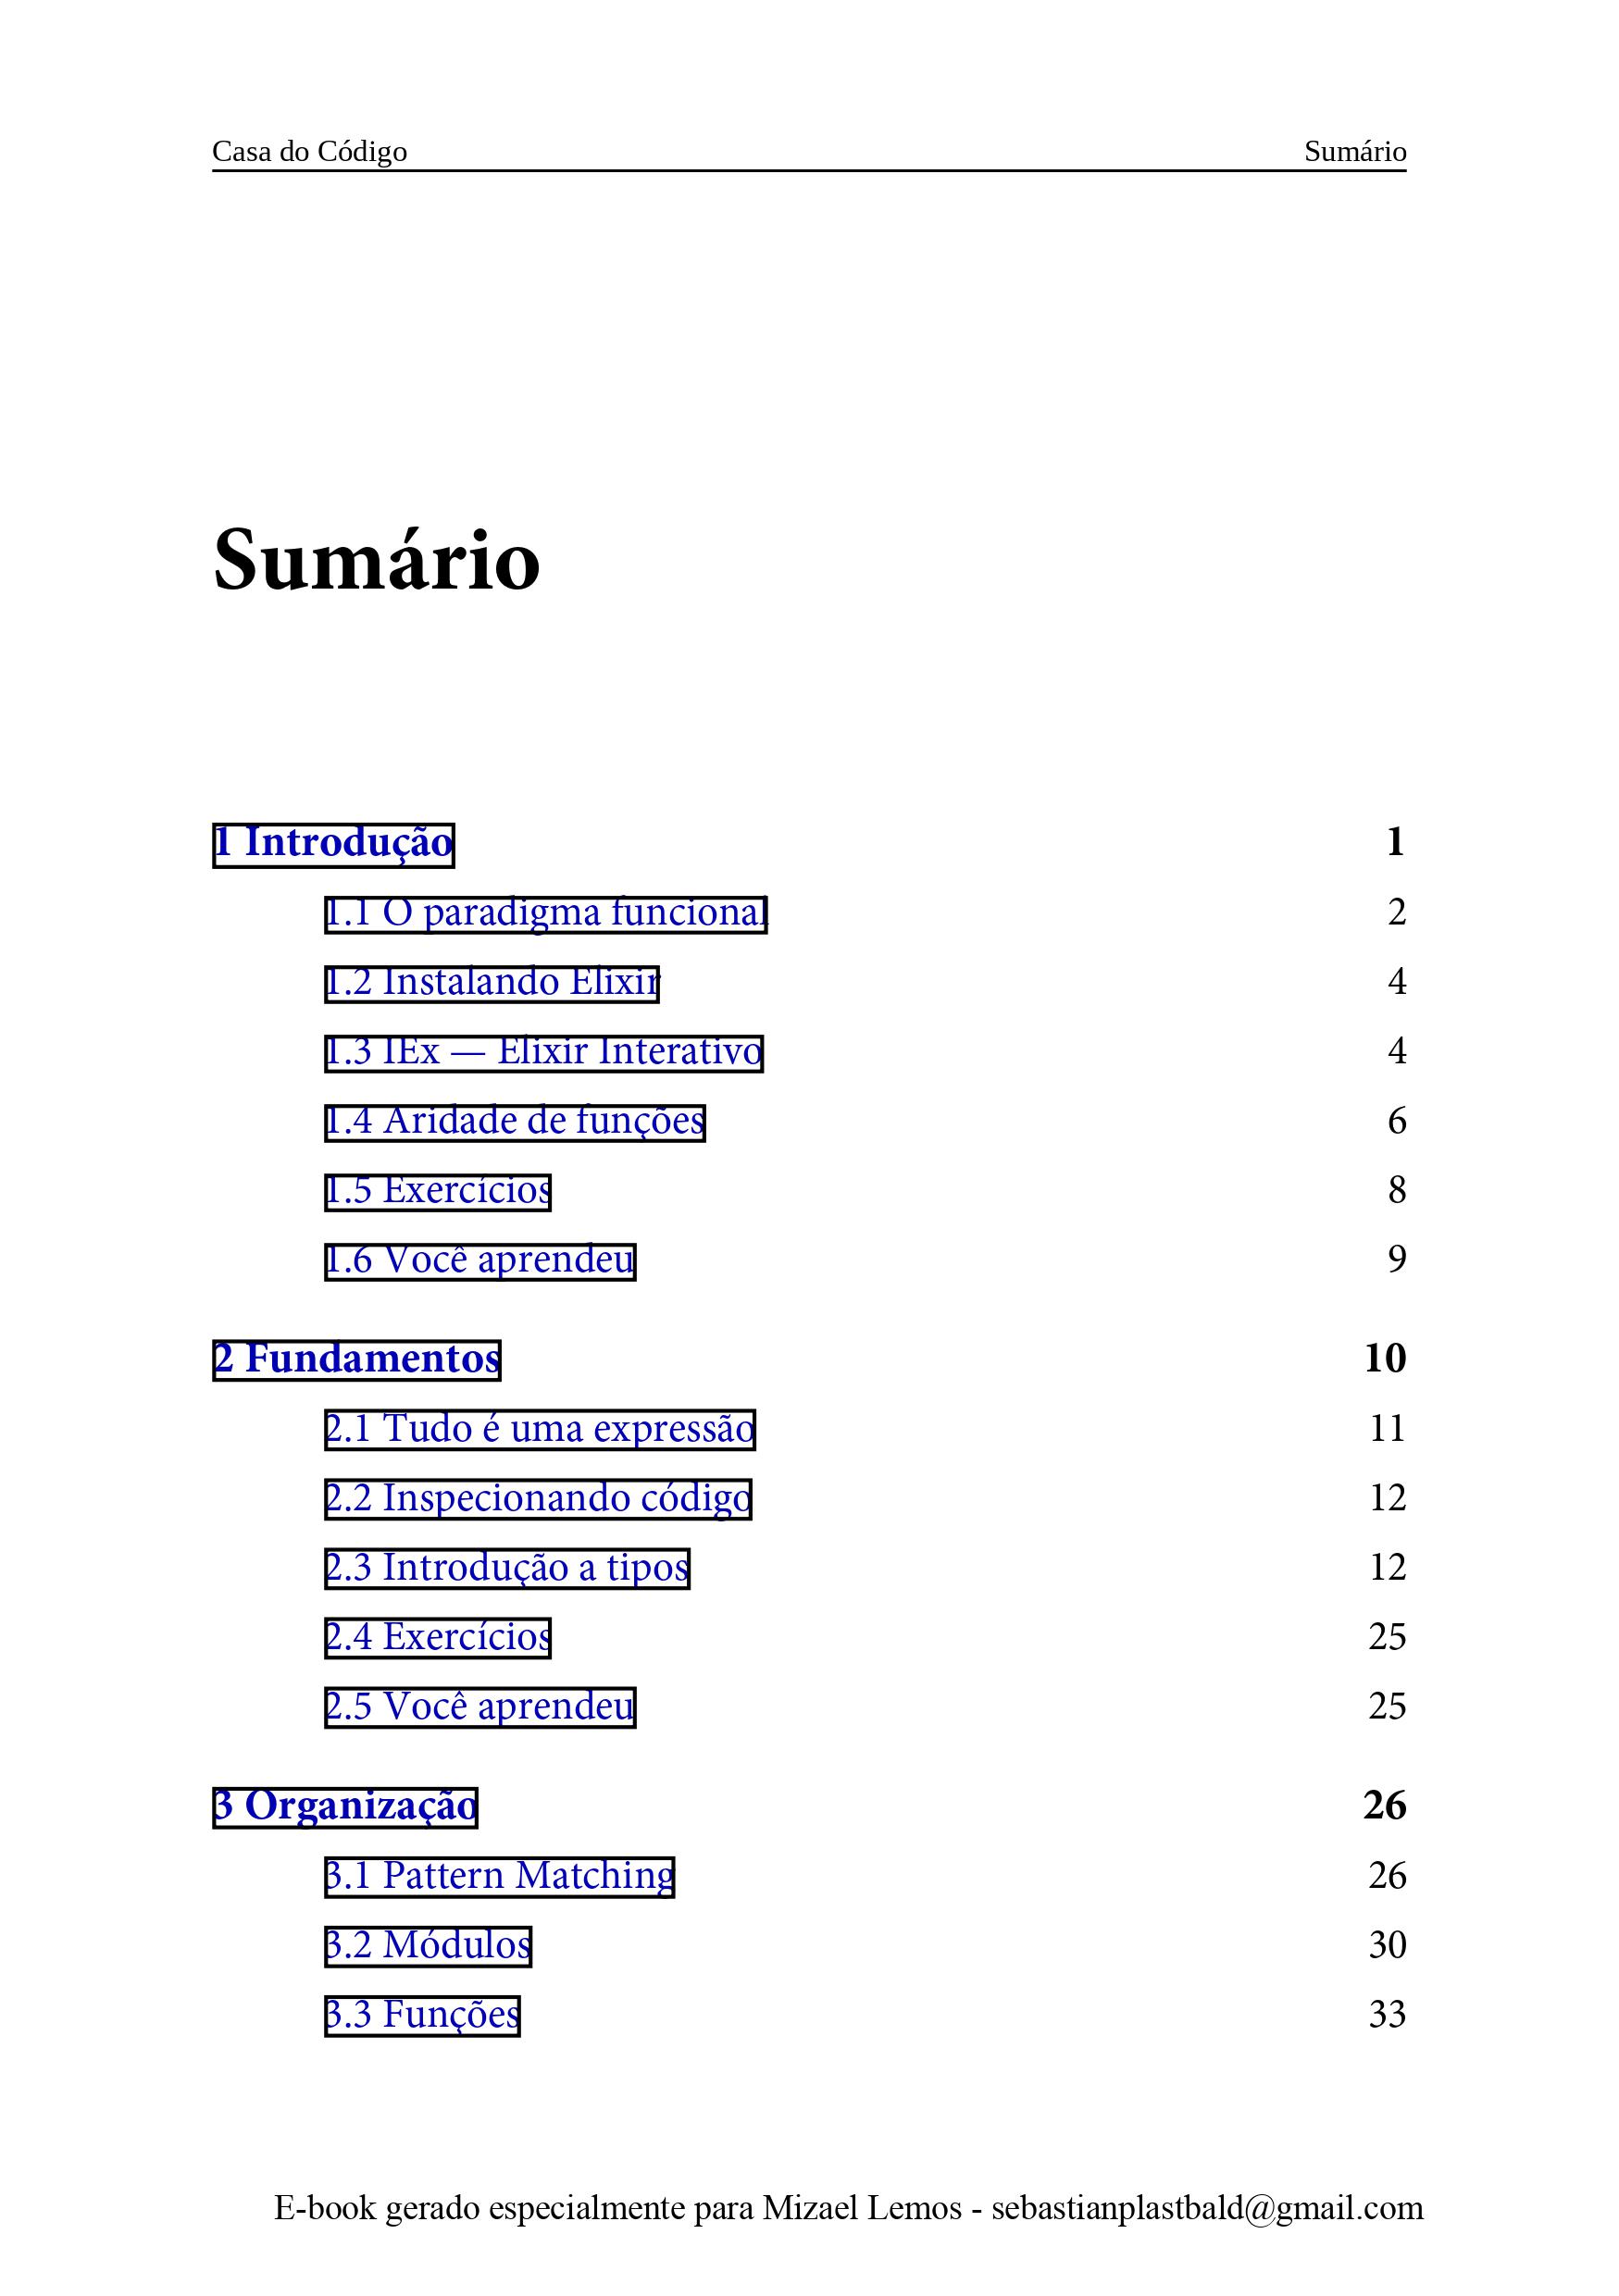 Casa do Código Sumário
Sumário
1 Introdução 1
1.1 O paradigma funcional 2
1.2 Instalando Elixir 4
1.3 IEx — Elixir Interativo 4
1.4 Aridade de funções 6
1.5 Exercícios 8
1.6 Você aprendeu 9
2 Fundamentos 10
2.1 Tudo é uma expressão 11
2.2 Inspecionando código 12
2.3 Introdução a tipos 12
2.4 Exercícios 25
2.5 Você aprendeu 25
3 Organização 26
3.1 Pattern Matching 26
3.2 Módulos 30
3.3 Funções 33
E-book gerado especialmente para Mizael Lemos - sebastianplastbald@gmail.com